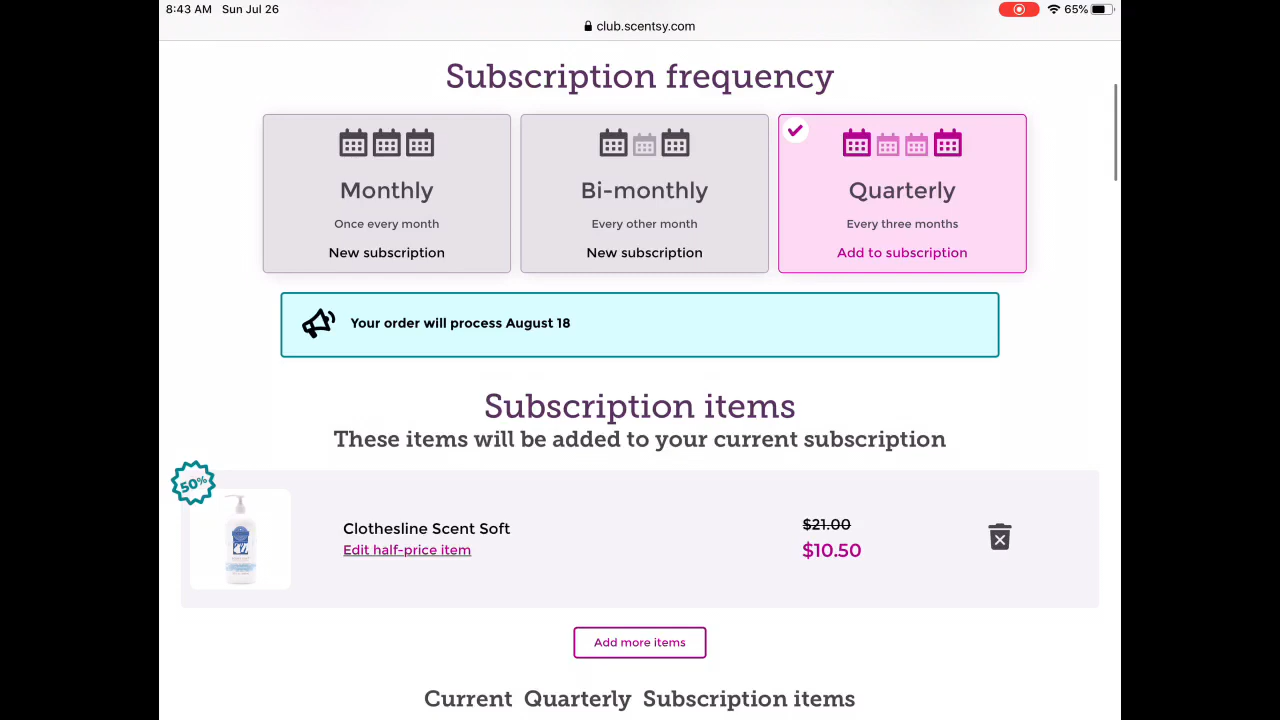 8:43 AM Sun Jul 26
65%
club.scentsy.com
Subscription frequency
Monthly
Once every month
New subscription
Bi-monthly
Every other month
New subscription
Quarterly
Every three months
Add to subscription
Your order will process August 18
Subscription items
These items will be added to your current subscription
50%
Clothesline Scent Soft
$21.00
Edit half-price item
$10.50
Add more items
Current Quarterly Subscription items